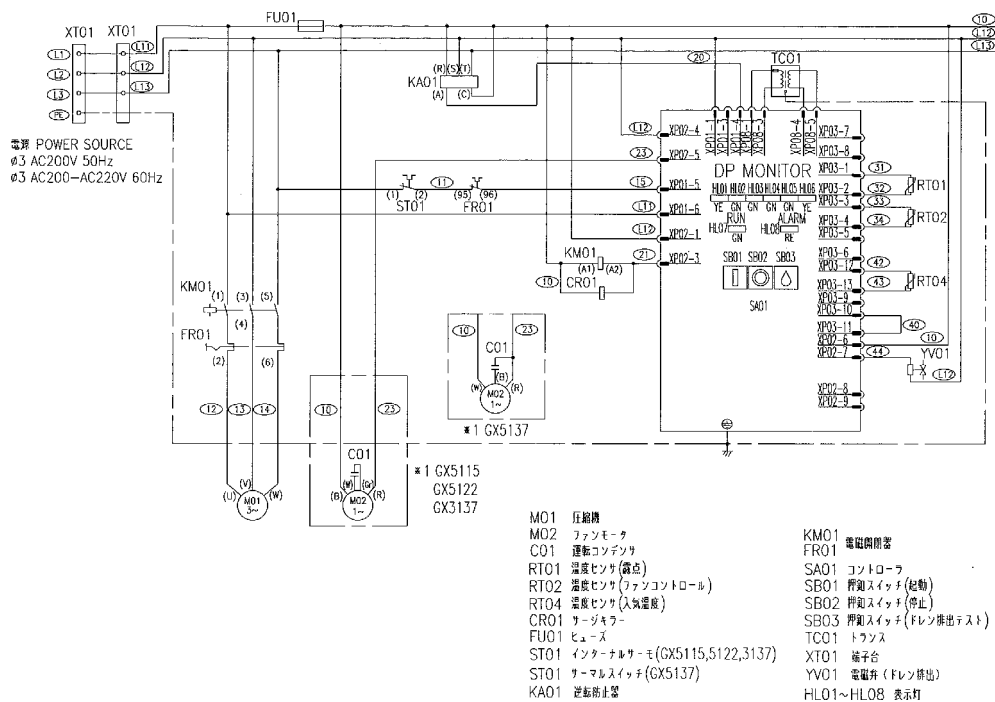 FU01
XT01 XT01
L1 L11
L2 L12
L3 L13
PE
10
L12
L13
電源 POWER SOURCE
ø3 AC200V 50Hz
ø3 AC200-AC220V 60Hz
(R)(S)(T)
KA01
(A) (C)
20
TC01
L12 XP02-4
23 XP02-5
15 XP01-5
L11 XP01-6
L12 XP02-1
21 XP02-3
XP01-1
XP01-3
XP01-4
XP08-1
XP08-3
XP08-4
XP08-5
DP MONITOR
HL01 HL02 HL03 HL04 HL05 HL06
YE GN GN GN GN YE
RUN ALARM
HL07 HL08
GN RE
SB01 SB02 SB03
SA01
XP03-7
XP03-8
XP03-1 31
XP03-2 32 RT01
XP03-3 33
XP03-4 34 RT02
XP03-5
XP03-6
XP03-12 42
XP03-13 43 RT04
XP03-9
XP03-10
XP03-11 40
XP02-6 10
XP02-7 44 YV01
L12
XP02-8
XP02-9
11
(1) (2) (95) (96)
ST01 FR01
KM01
(A1) (A2)
10 CR01
KM01 (1) (3) (5)
(4)
FR01
(2) (6)
12 13 14
(U) (V) (W)
M01
3~
10 23
C01
(W) (Gr)
(B) (R)
M02
1~
※1 GX5115
GX5122
GX3137
10 23
C01
(B)
(W) (R)
M02
1~
※1 GX5137
M01 圧縮機
M02 ファンモータ
C01 運転コンデンサ
RT01 温度センサ(露点)
RT02 温度センサ(ファンコントロール)
RT04 温度センサ(入気温度)
CR01 サージキラー
FU01 ヒューズ
ST01 インターナルサーモ(GX5115,5122,3137)
ST01 サーマルスイッチ(GX5137)
KA01 逆転防止器
KM01
FR01 電磁開閉器
SA01 コントローラ
SB01 押釦スイッチ(起動)
SB02 押釦スイッチ(停止)
SB03 押釦スイッチ(ドレン排出テスト)
TC01 トランス
XT01 端子台
YV01 電磁弁(ドレン排出)
HL01~HL08 表示灯